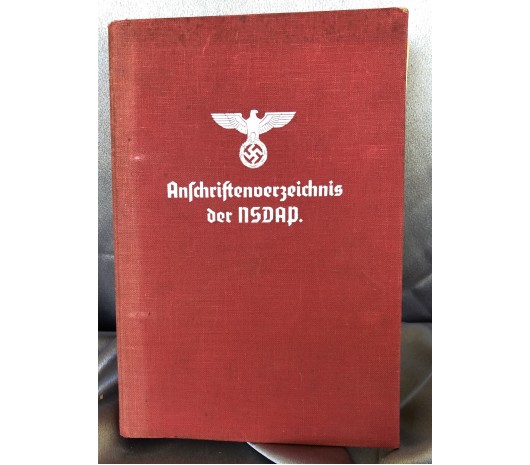 Anschriftenverzeichnis
der NSDAP.